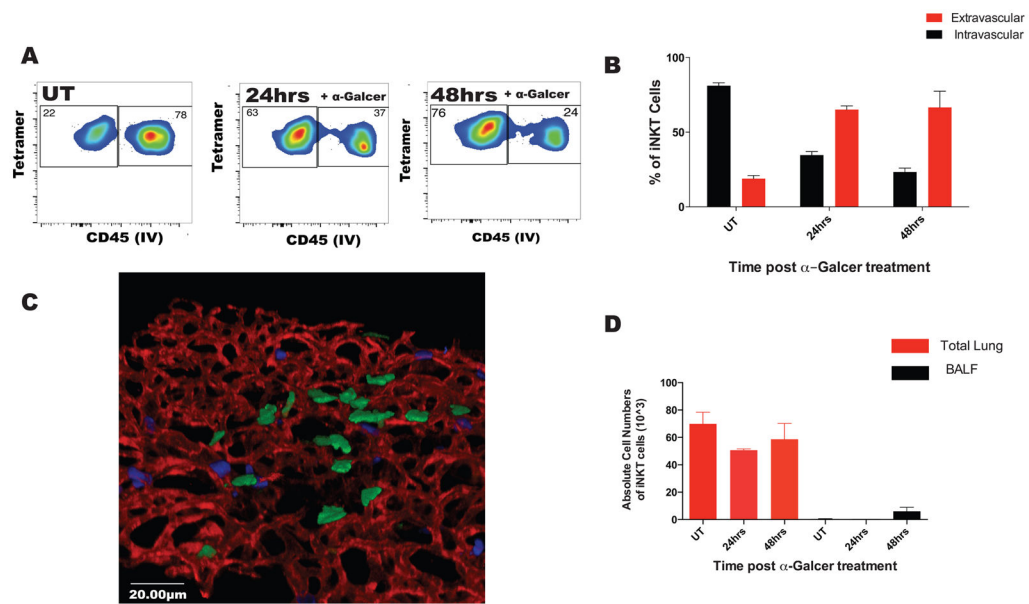 A
UT
22
78
Tetramer
CD45 (IV)
24hrs + α-Galcer
63
37
Tetramer
CD45 (IV)
48hrs + α-Galcer
76
24
Tetramer
CD45 (IV)
B
Extravascular
Intravascular
100
50
0
% of iNKT Cells
UT
24hrs
48hrs
Time post α-Galcer treatment
C
20.00μm
D
Total Lung
BALF
100
80
60
40
20
0
Absolute Cell Numbers
of iNKT cells (10^3)
UT
24hrs
48hrs
UT
24hrs
48hrs
Time post α-Galcer treatment